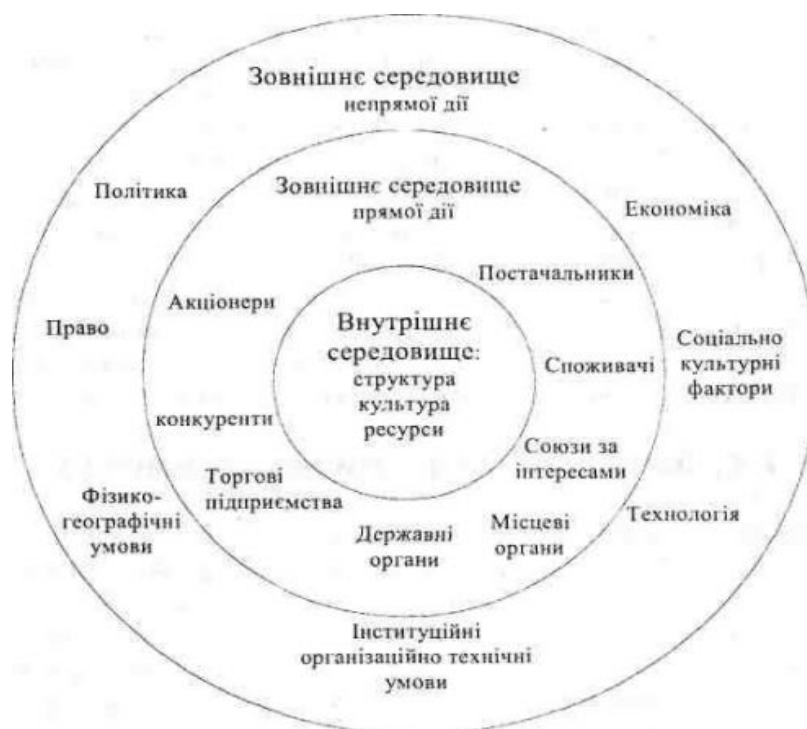 Зовнішнє середовище
непрямої дії
Політика
Зовнішнє середовище
прямої дії
Економіка
Постачальники
Акціонери
Право
Внутрішнє
середовище:
структура
культура
ресурси
Споживачі
Соціально
культурні
фактори
конкуренти
Союзи за
інтересами
Торгові
підприємства
Фізико-
географічні
умови
Державні
органи
Місцеві
органи
Технологія
Інституційні
організаційно технічні
умови